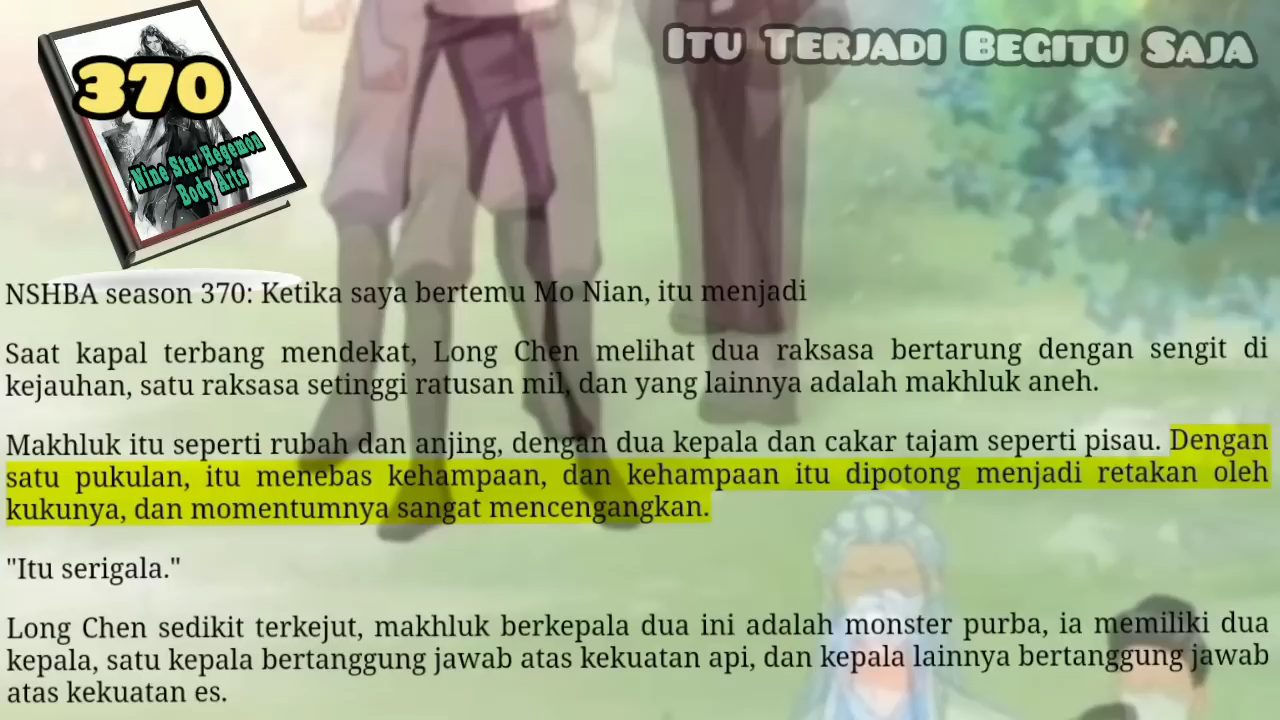 370
Nine Star Hegemon
Body Arts
Itu Terjadi Begitu Saja
NSHBA season 370: Ketika saya bertemu Mo Nian, itu menjadi
Saat kapal terbang mendekat, Long Chen melihat dua raksasa bertarung dengan sengit di
kejauhan, satu raksasa setinggi ratusan mil, dan yang lainnya adalah makhluk aneh.
Makhluk itu seperti rubah dan anjing, dengan dua kepala dan cakar tajam seperti pisau. Dengan
satu pukulan, itu menebas kehampaan, dan kehampaan itu dipotong menjadi retakan oleh
kukunya, dan momentumnya sangat mencengangkan.
"Itu serigala."
Long Chen sedikit terkejut, makhluk berkepala dua ini adalah monster purba, ia memiliki dua
kepala, satu kepala bertanggung jawab atas kekuatan api, dan kepala lainnya bertanggung jawab
atas kekuatan es.